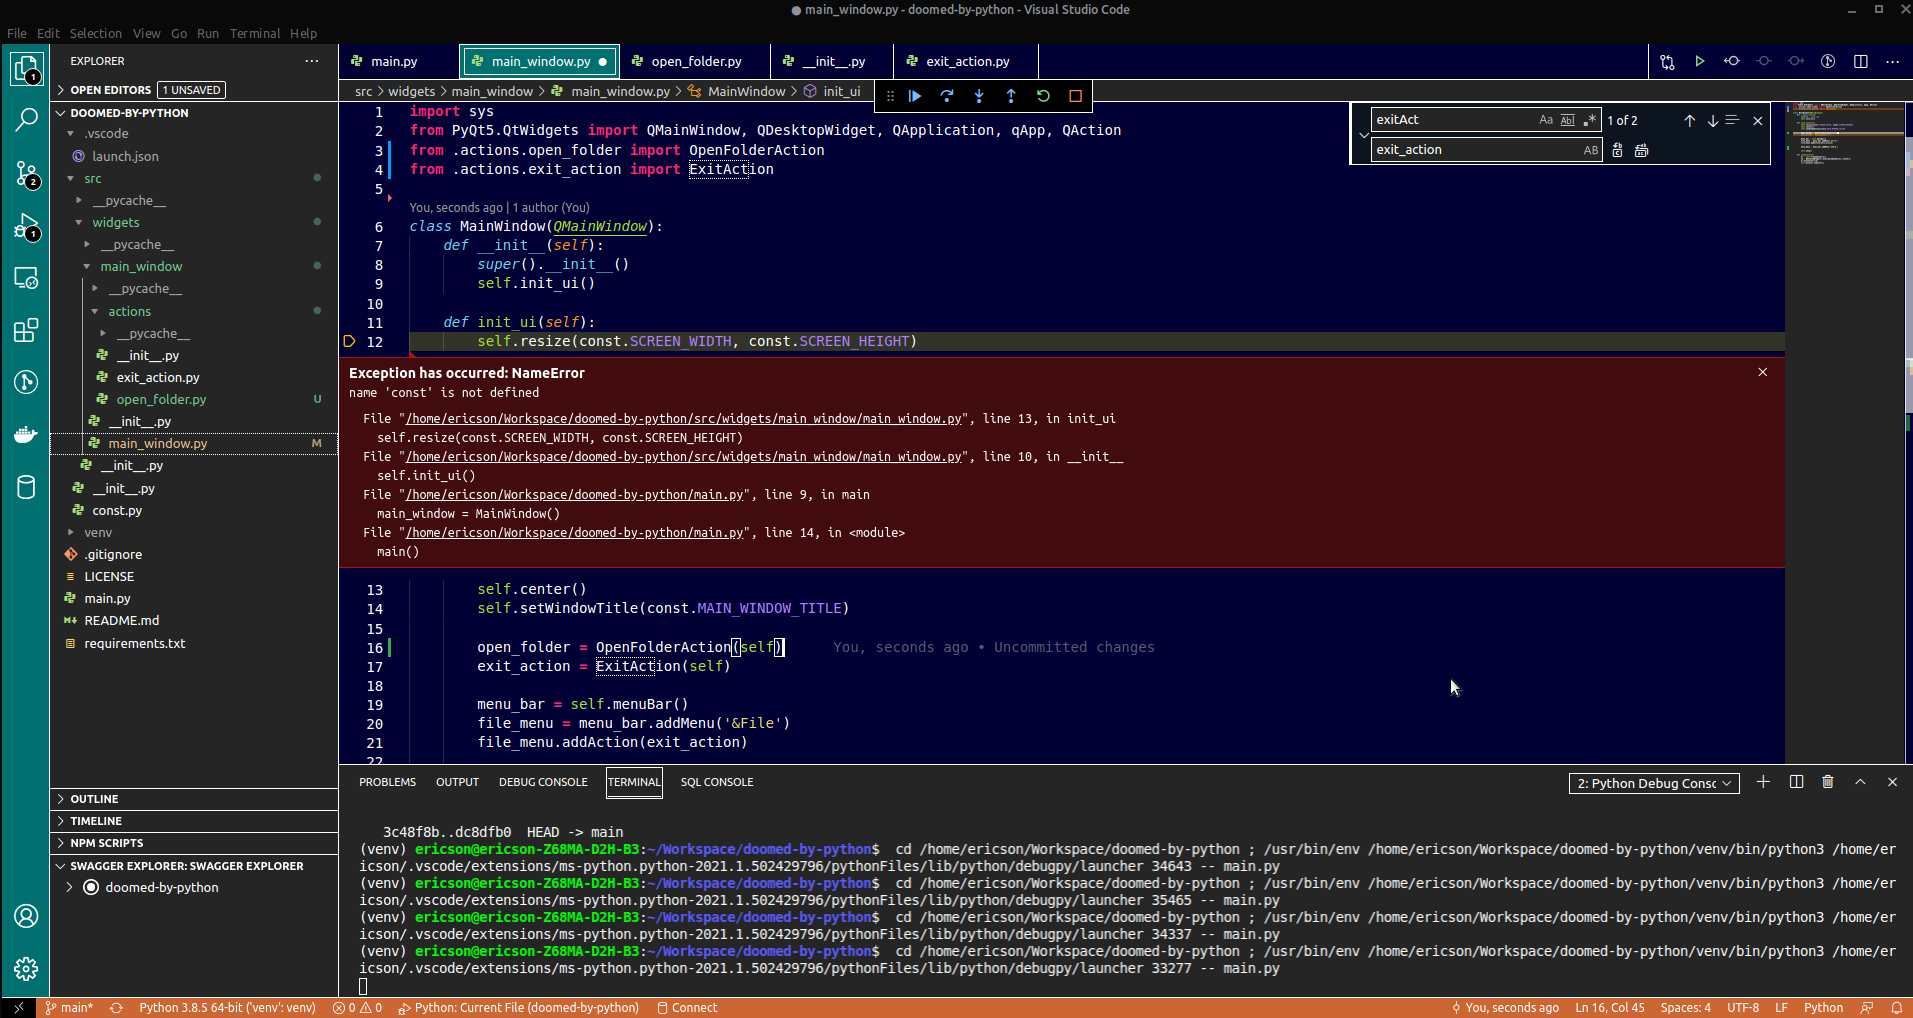 ● main_window.py - doomed-by-python - Visual Studio Code
File Edit Selection View Go Run Terminal Help
EXPLORER ···
OPEN EDITORS 1 UNSAVED
DOOMED-BY-PYTHON
.vscode
launch.json
src
__pycache__
widgets
__pycache__
main_window
__pycache__
actions
__pycache__
__init__.py
exit_action.py
open_folder.py U
__init__.py
main_window.py M
__init__.py
__init__.py
const.py
venv
.gitignore
LICENSE
main.py
README.md
requirements.txt
OUTLINE
TIMELINE
NPM SCRIPTS
SWAGGER EXPLORER: SWAGGER EXPLORER
doomed-by-python
1
2
1
main.py main_window.py ● open_folder.py __init__.py exit_action.py
src > widgets > main_window > main_window.py > MainWindow > init_ui
exitAct Aa Abl .* 1 of 2
exit_action AB
1 import sys
2 from PyQt5.QtWidgets import QMainWindow, QDesktopWidget, QApplication, qApp, QAction
3 from .actions.open_folder import OpenFolderAction
4 from .actions.exit_action import ExitAction
5
You, seconds ago | 1 author (You)
6 class MainWindow(QMainWindow):
7 def __init__(self):
8 super().__init__()
9 self.init_ui()
10
11 def init_ui(self):
12 self.resize(const.SCREEN_WIDTH, const.SCREEN_HEIGHT)
Exception has occurred: NameError
name 'const' is not defined
File "/home/ericson/Workspace/doomed-by-python/src/widgets/main_window/main_window.py", line 13, in init_ui
self.resize(const.SCREEN_WIDTH, const.SCREEN_HEIGHT)
File "/home/ericson/Workspace/doomed-by-python/src/widgets/main_window/main_window.py", line 10, in __init__
self.init_ui()
File "/home/ericson/Workspace/doomed-by-python/main.py", line 9, in main
main_window = MainWindow()
File "/home/ericson/Workspace/doomed-by-python/main.py", line 14, in <module>
main()
13 self.center()
14 self.setWindowTitle(const.MAIN_WINDOW_TITLE)
15
16 open_folder = OpenFolderAction(self) You, seconds ago • Uncommitted changes
17 exit_action = ExitAction(self)
18
19 menu_bar = self.menuBar()
20 file_menu = menu_bar.addMenu('&File')
21 file_menu.addAction(exit_action)
22
PROBLEMS OUTPUT DEBUG CONSOLE TERMINAL SQL CONSOLE 2: Python Debug Consc
3c48f8b..dc8dfb0 HEAD -> main
(venv) ericson@ericson-Z68MA-D2H-B3:~/Workspace/doomed-by-python$ cd /home/ericson/Workspace/doomed-by-python ; /usr/bin/env /home/ericson/Workspace/doomed-by-python/venv/bin/python3 /home/er
icson/.vscode/extensions/ms-python.python-2021.1.502429796/pythonFiles/lib/python/debugpy/launcher 34643 -- main.py
(venv) ericson@ericson-Z68MA-D2H-B3:~/Workspace/doomed-by-python$ cd /home/ericson/Workspace/doomed-by-python ; /usr/bin/env /home/ericson/Workspace/doomed-by-python/venv/bin/python3 /home/er
icson/.vscode/extensions/ms-python.python-2021.1.502429796/pythonFiles/lib/python/debugpy/launcher 35465 -- main.py
(venv) ericson@ericson-Z68MA-D2H-B3:~/Workspace/doomed-by-python$ cd /home/ericson/Workspace/doomed-by-python ; /usr/bin/env /home/ericson/Workspace/doomed-by-python/venv/bin/python3 /home/er
icson/.vscode/extensions/ms-python.python-2021.1.502429796/pythonFiles/lib/python/debugpy/launcher 34337 -- main.py
(venv) ericson@ericson-Z68MA-D2H-B3:~/Workspace/doomed-by-python$ cd /home/ericson/Workspace/doomed-by-python ; /usr/bin/env /home/ericson/Workspace/doomed-by-python/venv/bin/python3 /home/er
icson/.vscode/extensions/ms-python.python-2021.1.502429796/pythonFiles/lib/python/debugpy/launcher 33277 -- main.py
main* Python 3.8.5 64-bit ('venv': venv) 0 0 Python: Current File (doomed-by-python) Connect You, seconds ago Ln 16, Col 45 Spaces: 4 UTF-8 LF Python